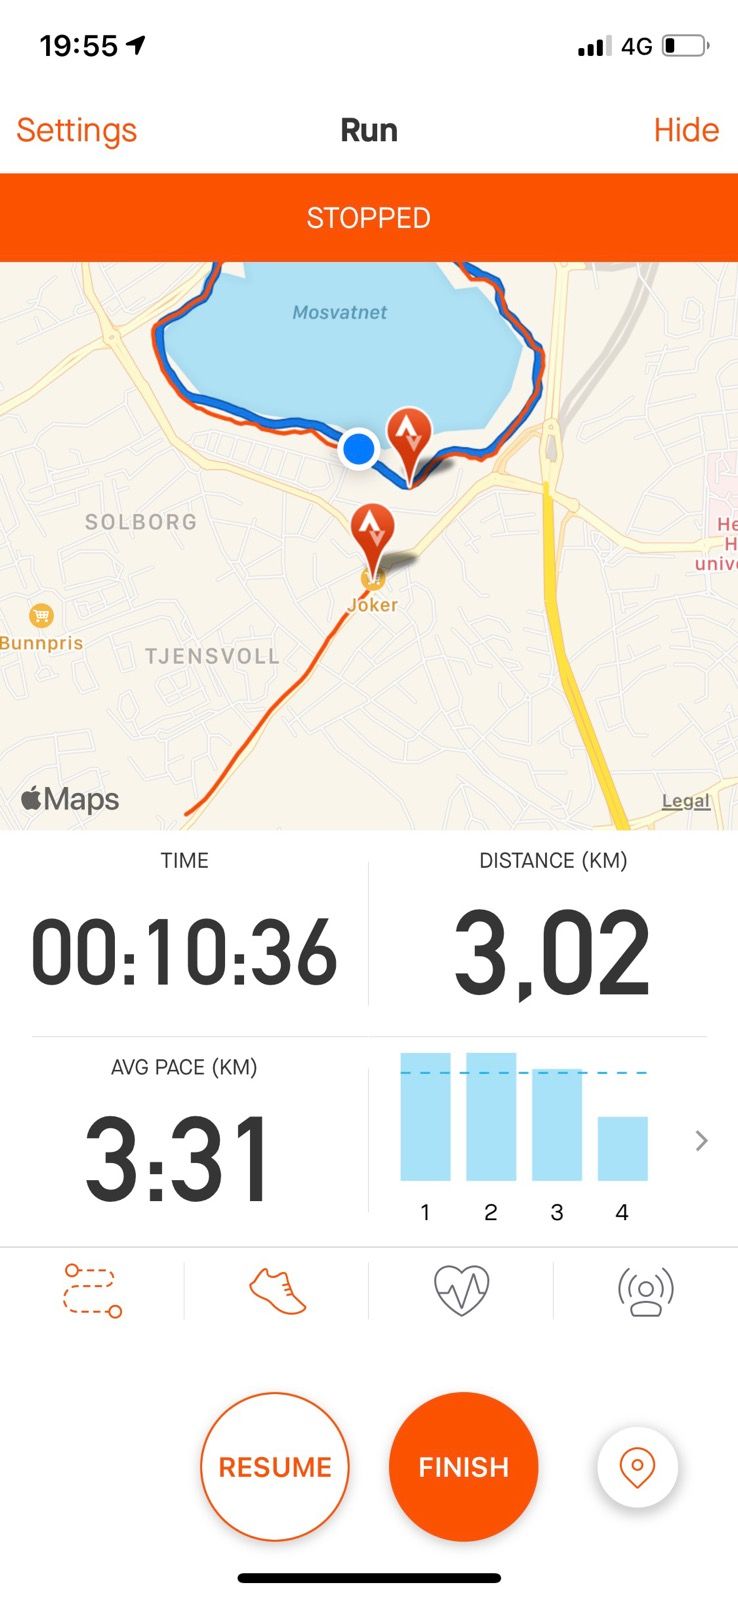 19:55
4G
Settings
Run
Hide
STOPPED
Mosvatnet
SOLBORG
He
H
univ
Joker
Bunnpris
TJENSVOLL
Maps
Legal
TIME
DISTANCE (KM)
00:10:36
3,02
AVG PACE (KM)
3:31
1
2
3
4
RESUME
FINISH